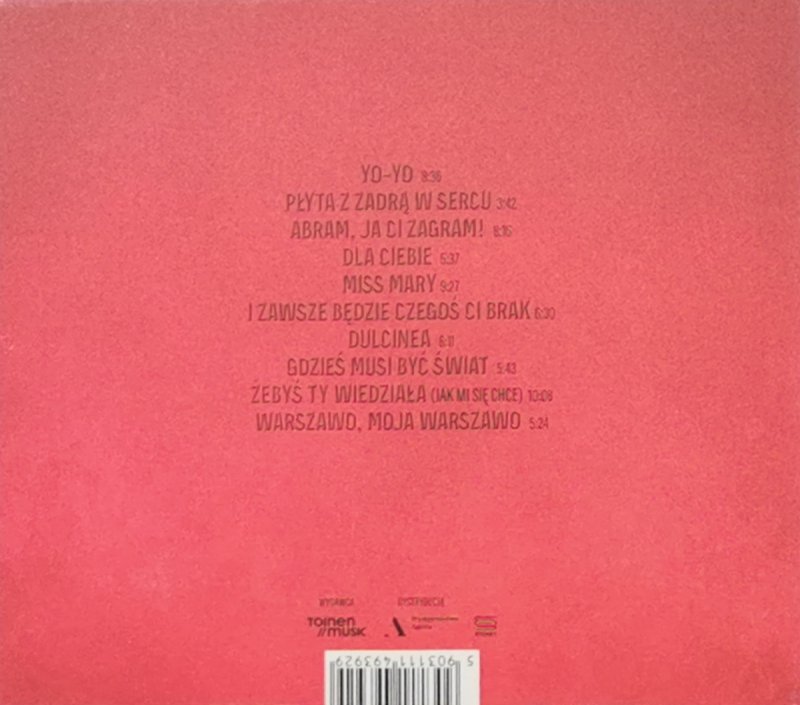 YO-YO 8:36
PŁYTA Z ZADRĄ W SERCU 3:42
ABRAM, JA CI ZAGRAM! 8:16
DLA CIEBIE 5:37
MISS MARY 9:27
I ZAWSZE BĘDZIE CZEGOŚ CI BRAK 6:30
DULCINEA 6:11
GDZIEŚ MUSI BYĆ ŚWIAT 5:43
ŻEBYŚ TY WIEDZIAŁA (JAK MI SIĘ CHCE) 10:08
WARSZAWO, MOJA WARSZAWO 5:24
WYDAWCA DYSTRYBUCJA
TOINEN
//MUSIK
5 903111 493929